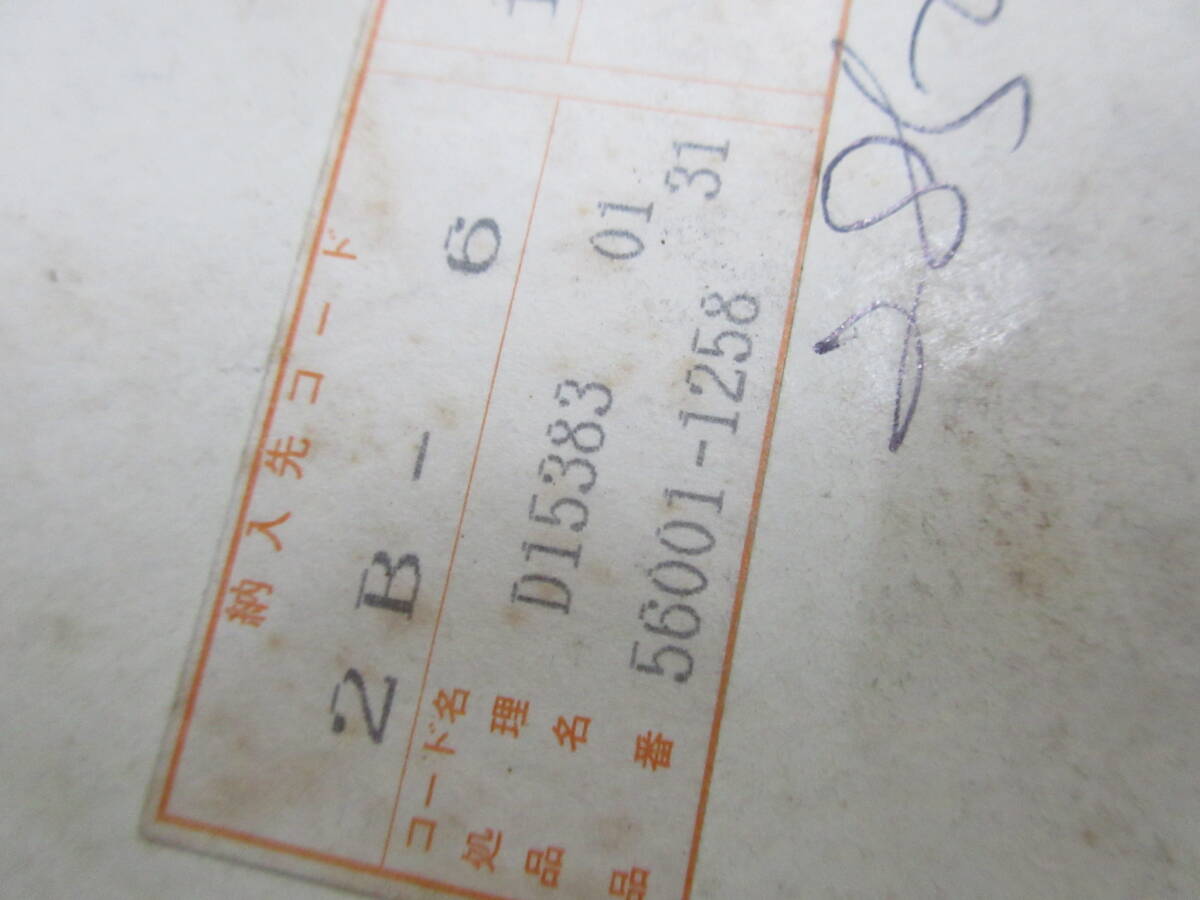 納入先コード
2B-6
コード名
処理
品名 D15383 01
品番 56001-1258 31